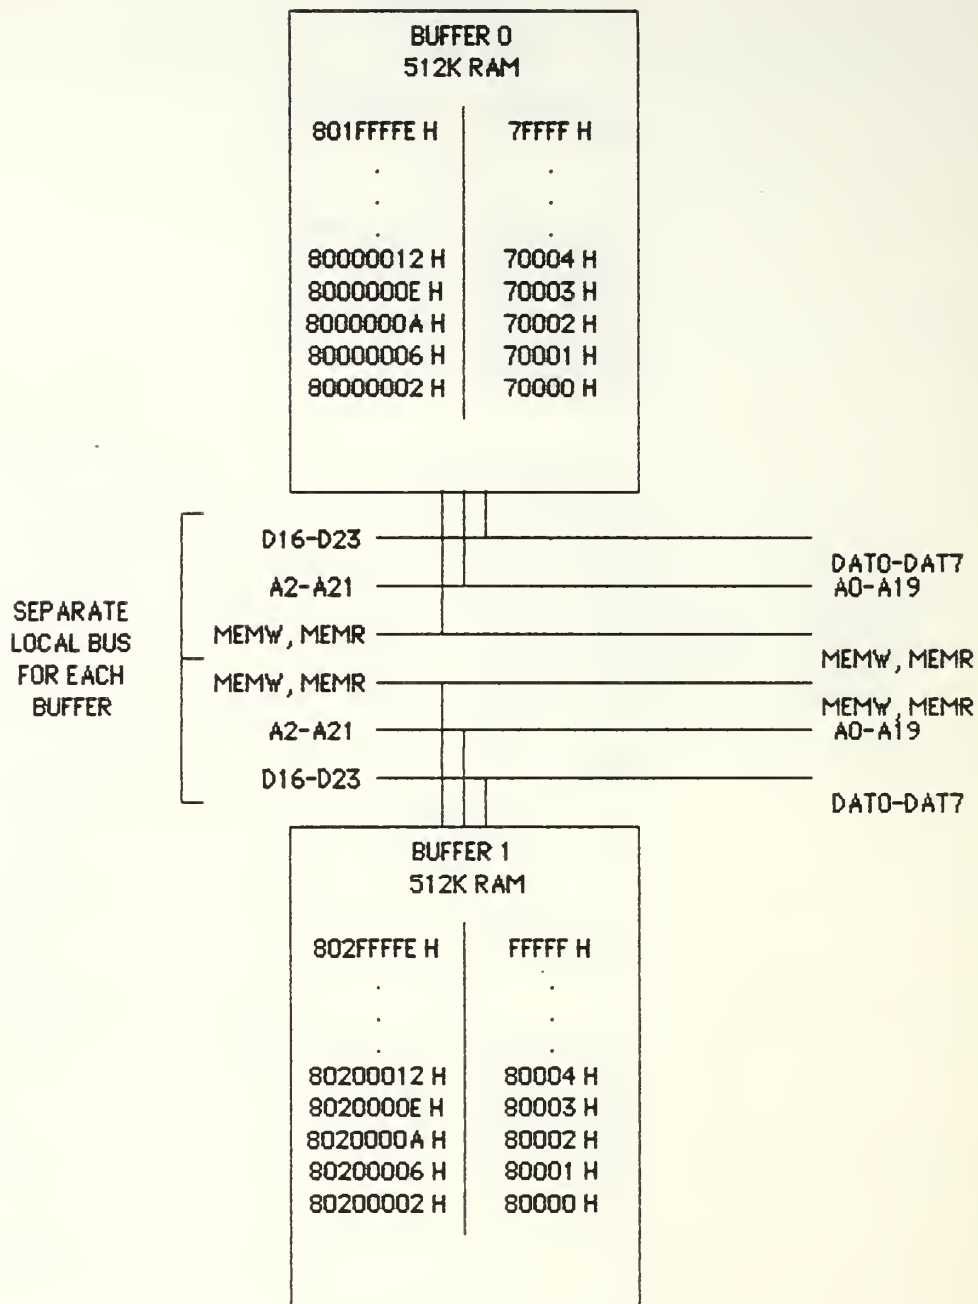 BUFFER 0
512K RAM
801FFFFE H 7FFFF H
. .
. .
. .
80000012 H 70004 H
8000000E H 70003 H
8000000A H 70002 H
80000006 H 70001 H
80000002 H 70000 H
SEPARATE
LOCAL BUS
FOR EACH
BUFFER
D16-D23
DAT0-DAT7
A2-A21
A0-A19
MEMW, MEMR
MEMW, MEMR
MEMW, MEMR
MEMW, MEMR
A2-A21
A0-A19
D16-D23
DAT0-DAT7
BUFFER 1
512K RAM
802FFFFE H FFFFF H
. .
. .
. .
80200012 H 80004 H
8020000E H 80003 H
8020000A H 80002 H
80200006 H 80001 H
80200002 H 80000 H